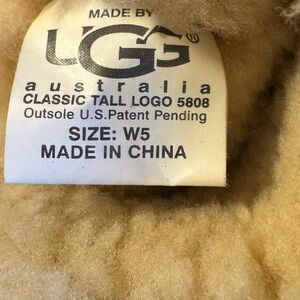 MADE BY
UGG®
australia
CLASSIC TALL LOGO 5808
Outsole U.S.Patent Pending
SIZE: W5
MADE IN CHINA